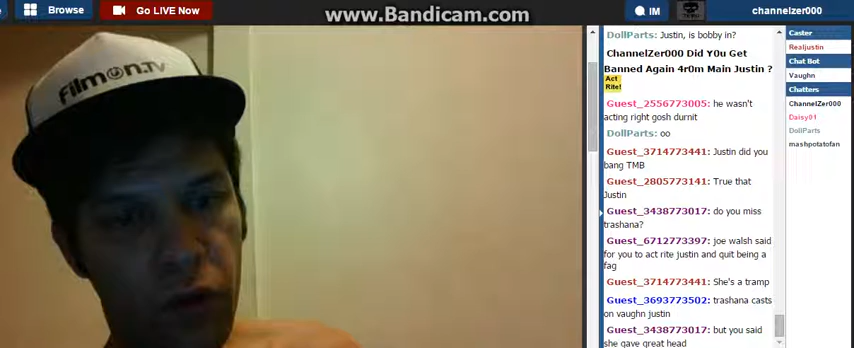 Browse
Go LIVE Now
www.Bandicam.com
IM
channelzer000
filmon.tv
DollParts: Justin, is bobby in?
ChannelZer000 Did Y0u Get
Banned Again 4r0m Main Justin ?
Act
Rite!
Guest_2556773005: he wasn't
acting right gosh durnit
DollParts: oo
Guest_3714773441: Justin did you
bang TMB
Guest_2805773141: True that
Justin
Guest_3438773017: do you miss
trashana?
Guest_6712773397: joe walsh said
for you to act rite justin and quit being a
fag
Guest_3714773441: She's a tramp
Guest_3693773502: trashana casts
on vaughn justin
Guest_3438773017: but you said
she gave great head
Caster
Realjustin
Chat Bot
Vaughn
Chatters
ChannelZer000
Daisy01
DollParts
mashpotatofan